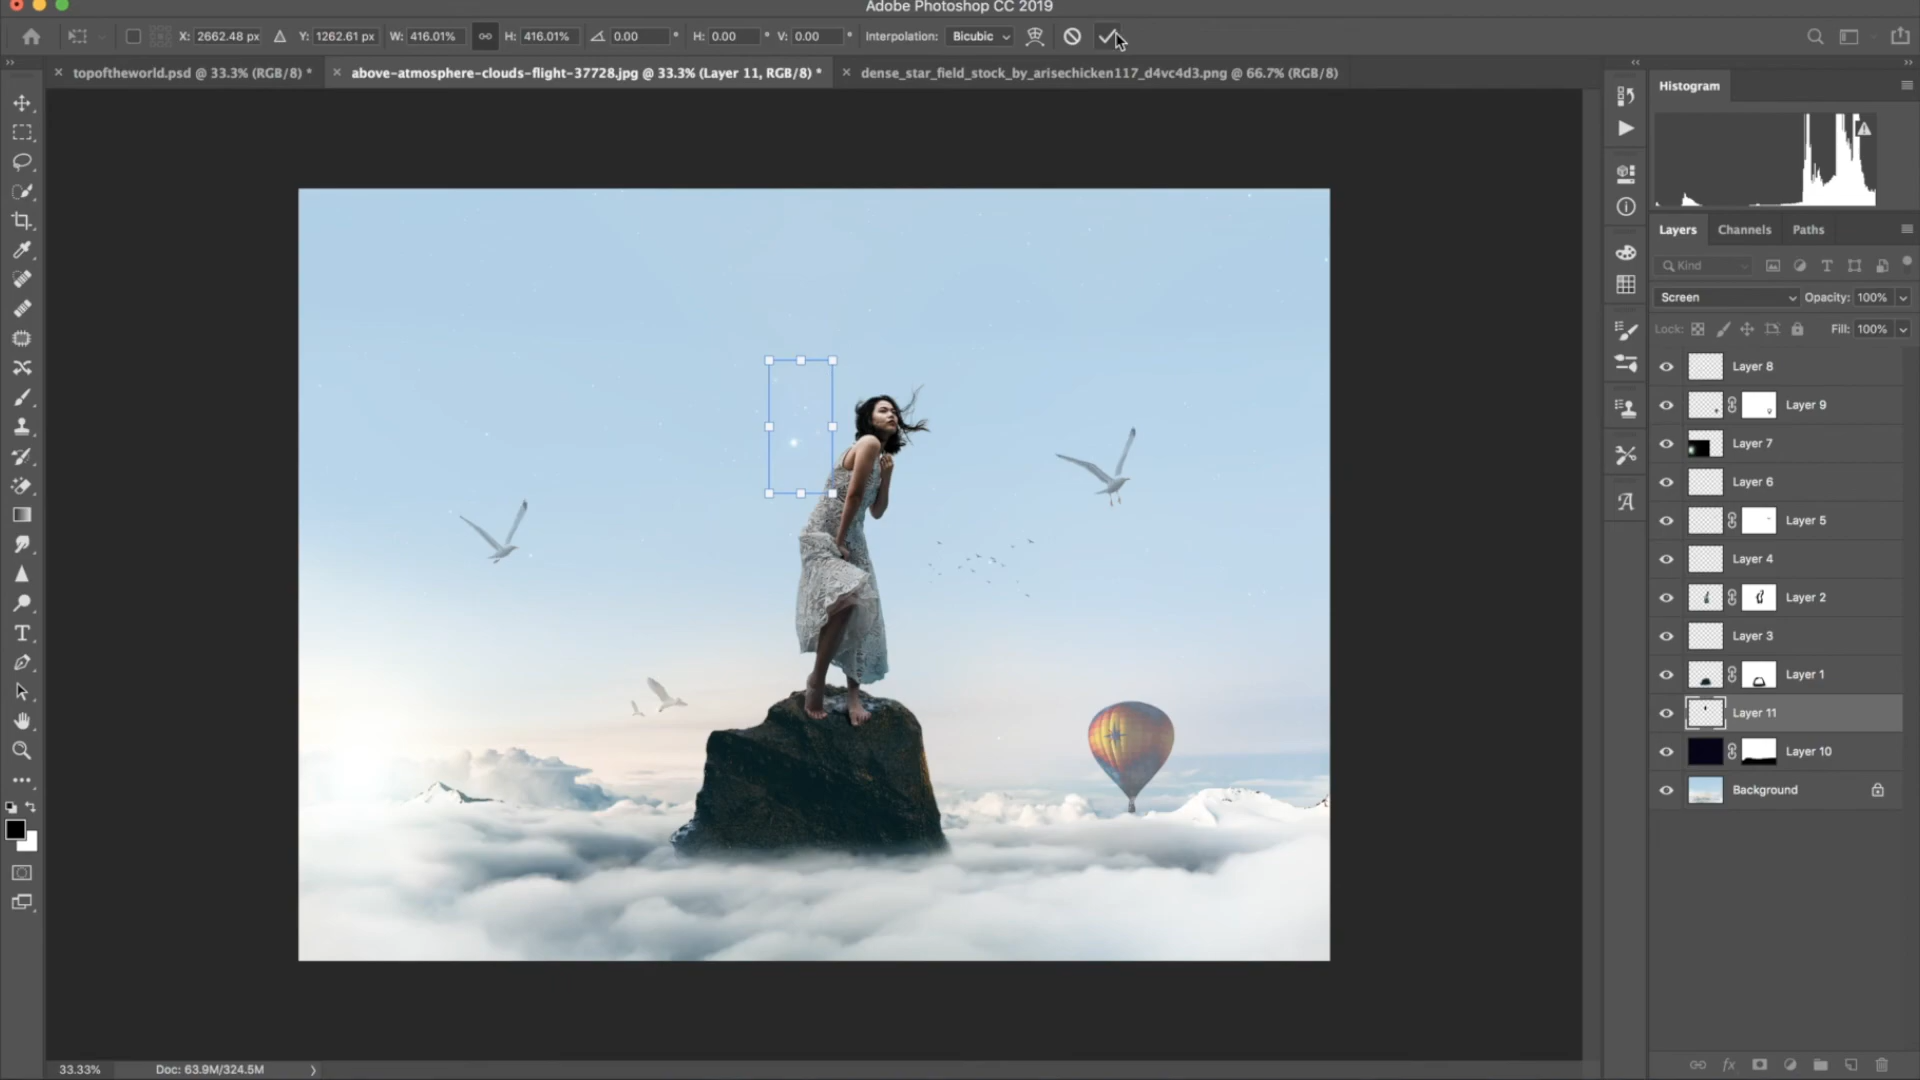 Adobe Photoshop CC 2019
X: 2662.48 px Y: 1262.61 px W: 416.01% H: 416.01% 0.00 ° H: 0.00 ° V: 0.00 ° Interpolation: Bicubic
topoftheworld.psd @ 33.3% (RGB/8) * above-atmosphere-clouds-flight-37728.jpg @ 33.3% (Layer 11, RGB/8) * dense_star_field_stock_by_arisechicken117_d4vc4d3.png @ 66.7% (RGB/8)
Histogram
Layers Channels Paths
Kind
Screen Opacity: 100%
Lock: Fill: 100%
Layer 8
Layer 9
Layer 7
Layer 6
Layer 5
Layer 4
Layer 2
Layer 3
Layer 1
Layer 11
Layer 10
Background
33.33% Doc: 63.9M/324.5M